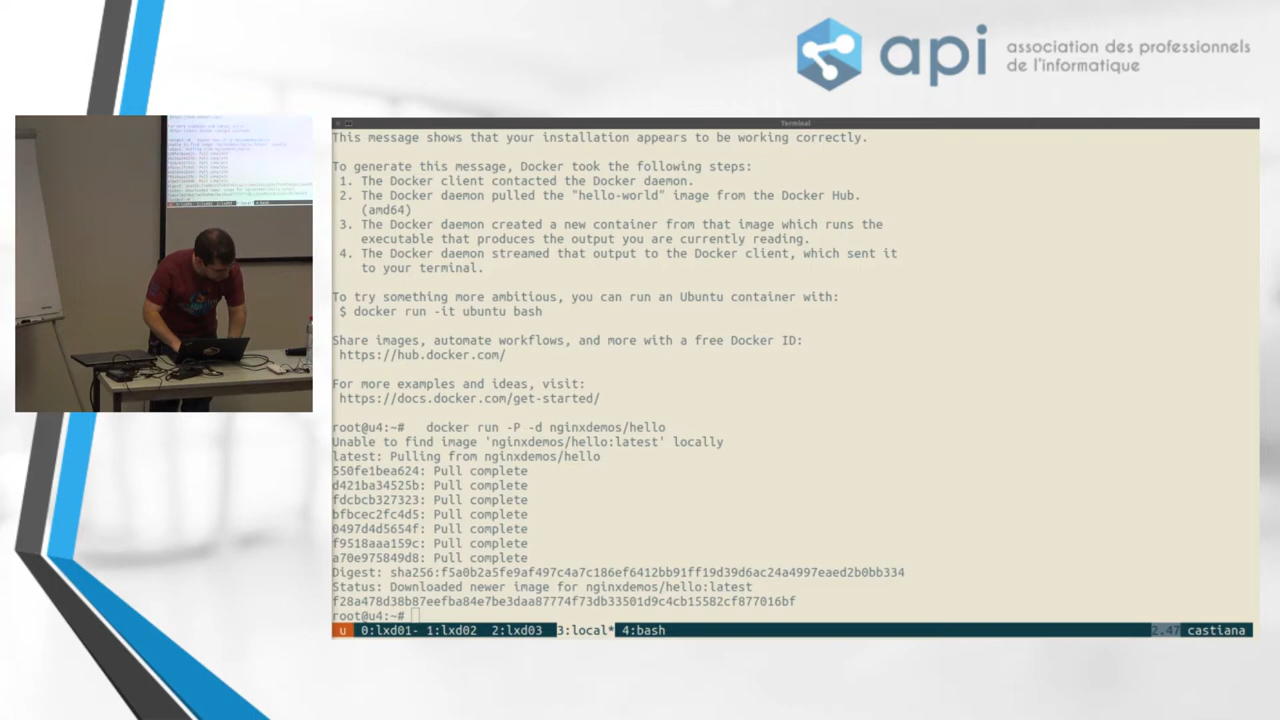 api
association des professionnels
de l'informatique
Terminal
This message shows that your installation appears to be working correctly.
To generate this message, Docker took the following steps:
1. The Docker client contacted the Docker daemon.
2. The Docker daemon pulled the "hello-world" image from the Docker Hub.
(amd64)
3. The Docker daemon created a new container from that image which runs the
executable that produces the output you are currently reading.
4. The Docker daemon streamed that output to the Docker client, which sent it
to your terminal.
To try something more ambitious, you can run an Ubuntu container with:
$ docker run -it ubuntu bash
Share images, automate workflows, and more with a free Docker ID:
https://hub.docker.com/
For more examples and ideas, visit:
https://docs.docker.com/get-started/
root@u4:~# docker run -P -d nginxdemos/hello
Unable to find image 'nginxdemos/hello:latest' locally
latest: Pulling from nginxdemos/hello
550fe1bea624: Pull complete
d421ba34525b: Pull complete
fdcbcb327323: Pull complete
bfbcec2fc4d5: Pull complete
0497d4d5654f: Pull complete
f9518aaa159c: Pull complete
a70e975849d8: Pull complete
Digest: sha256:f5a0b2a5fe9af497c4a7c186ef6412bb91ff19d39d6ac24a4997eaed2b0bb334
Status: Downloaded newer image for nginxdemos/hello:latest
f28a478d38b87eefba84e7be3daa87774f73db33501d9c4cb15582cf877016bf
root@u4:~#
u 0:lxd01- 1:lxd02 2:lxd03 3:local* 4:bash 2.47 castiana